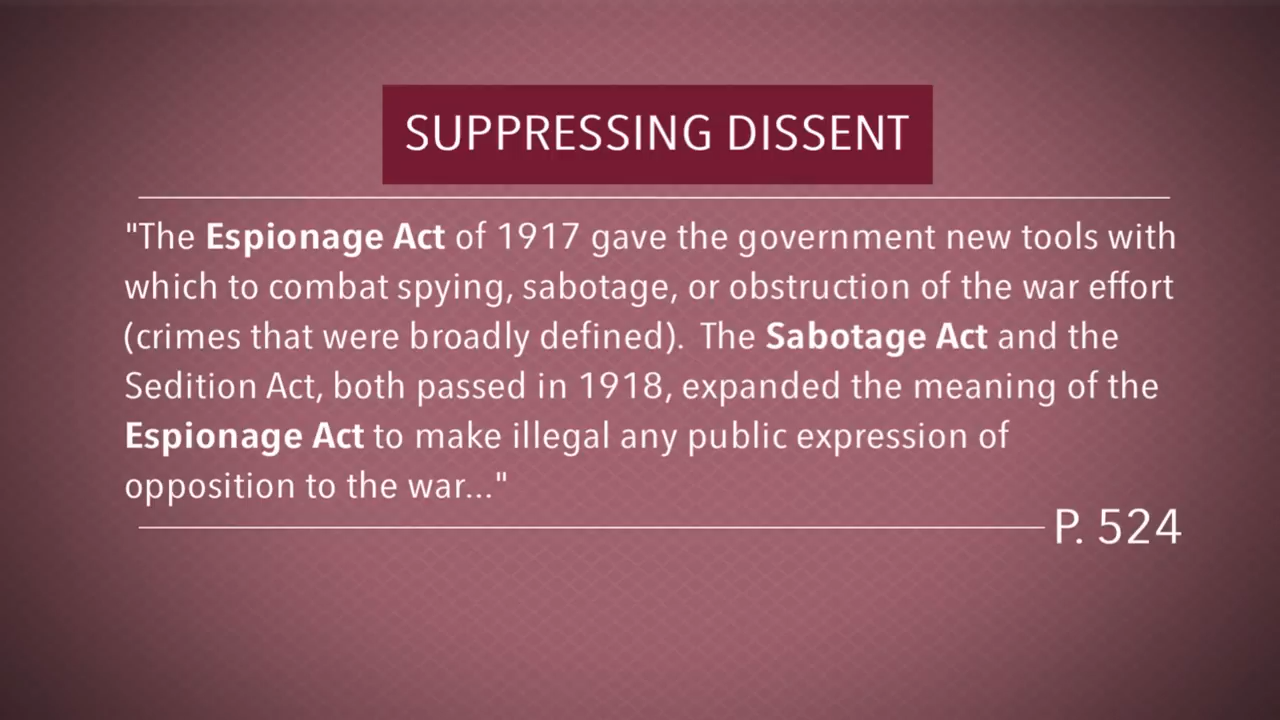 SUPPRESSING DISSENT
"The Espionage Act of 1917 gave the government new tools with
which to combat spying, sabotage, or obstruction of the war effort
(crimes that were broadly defined).  The Sabotage Act and the
Sedition Act, both passed in 1918, expanded the meaning of the
Espionage Act to make illegal any public expression of
opposition to the war..."
P. 524